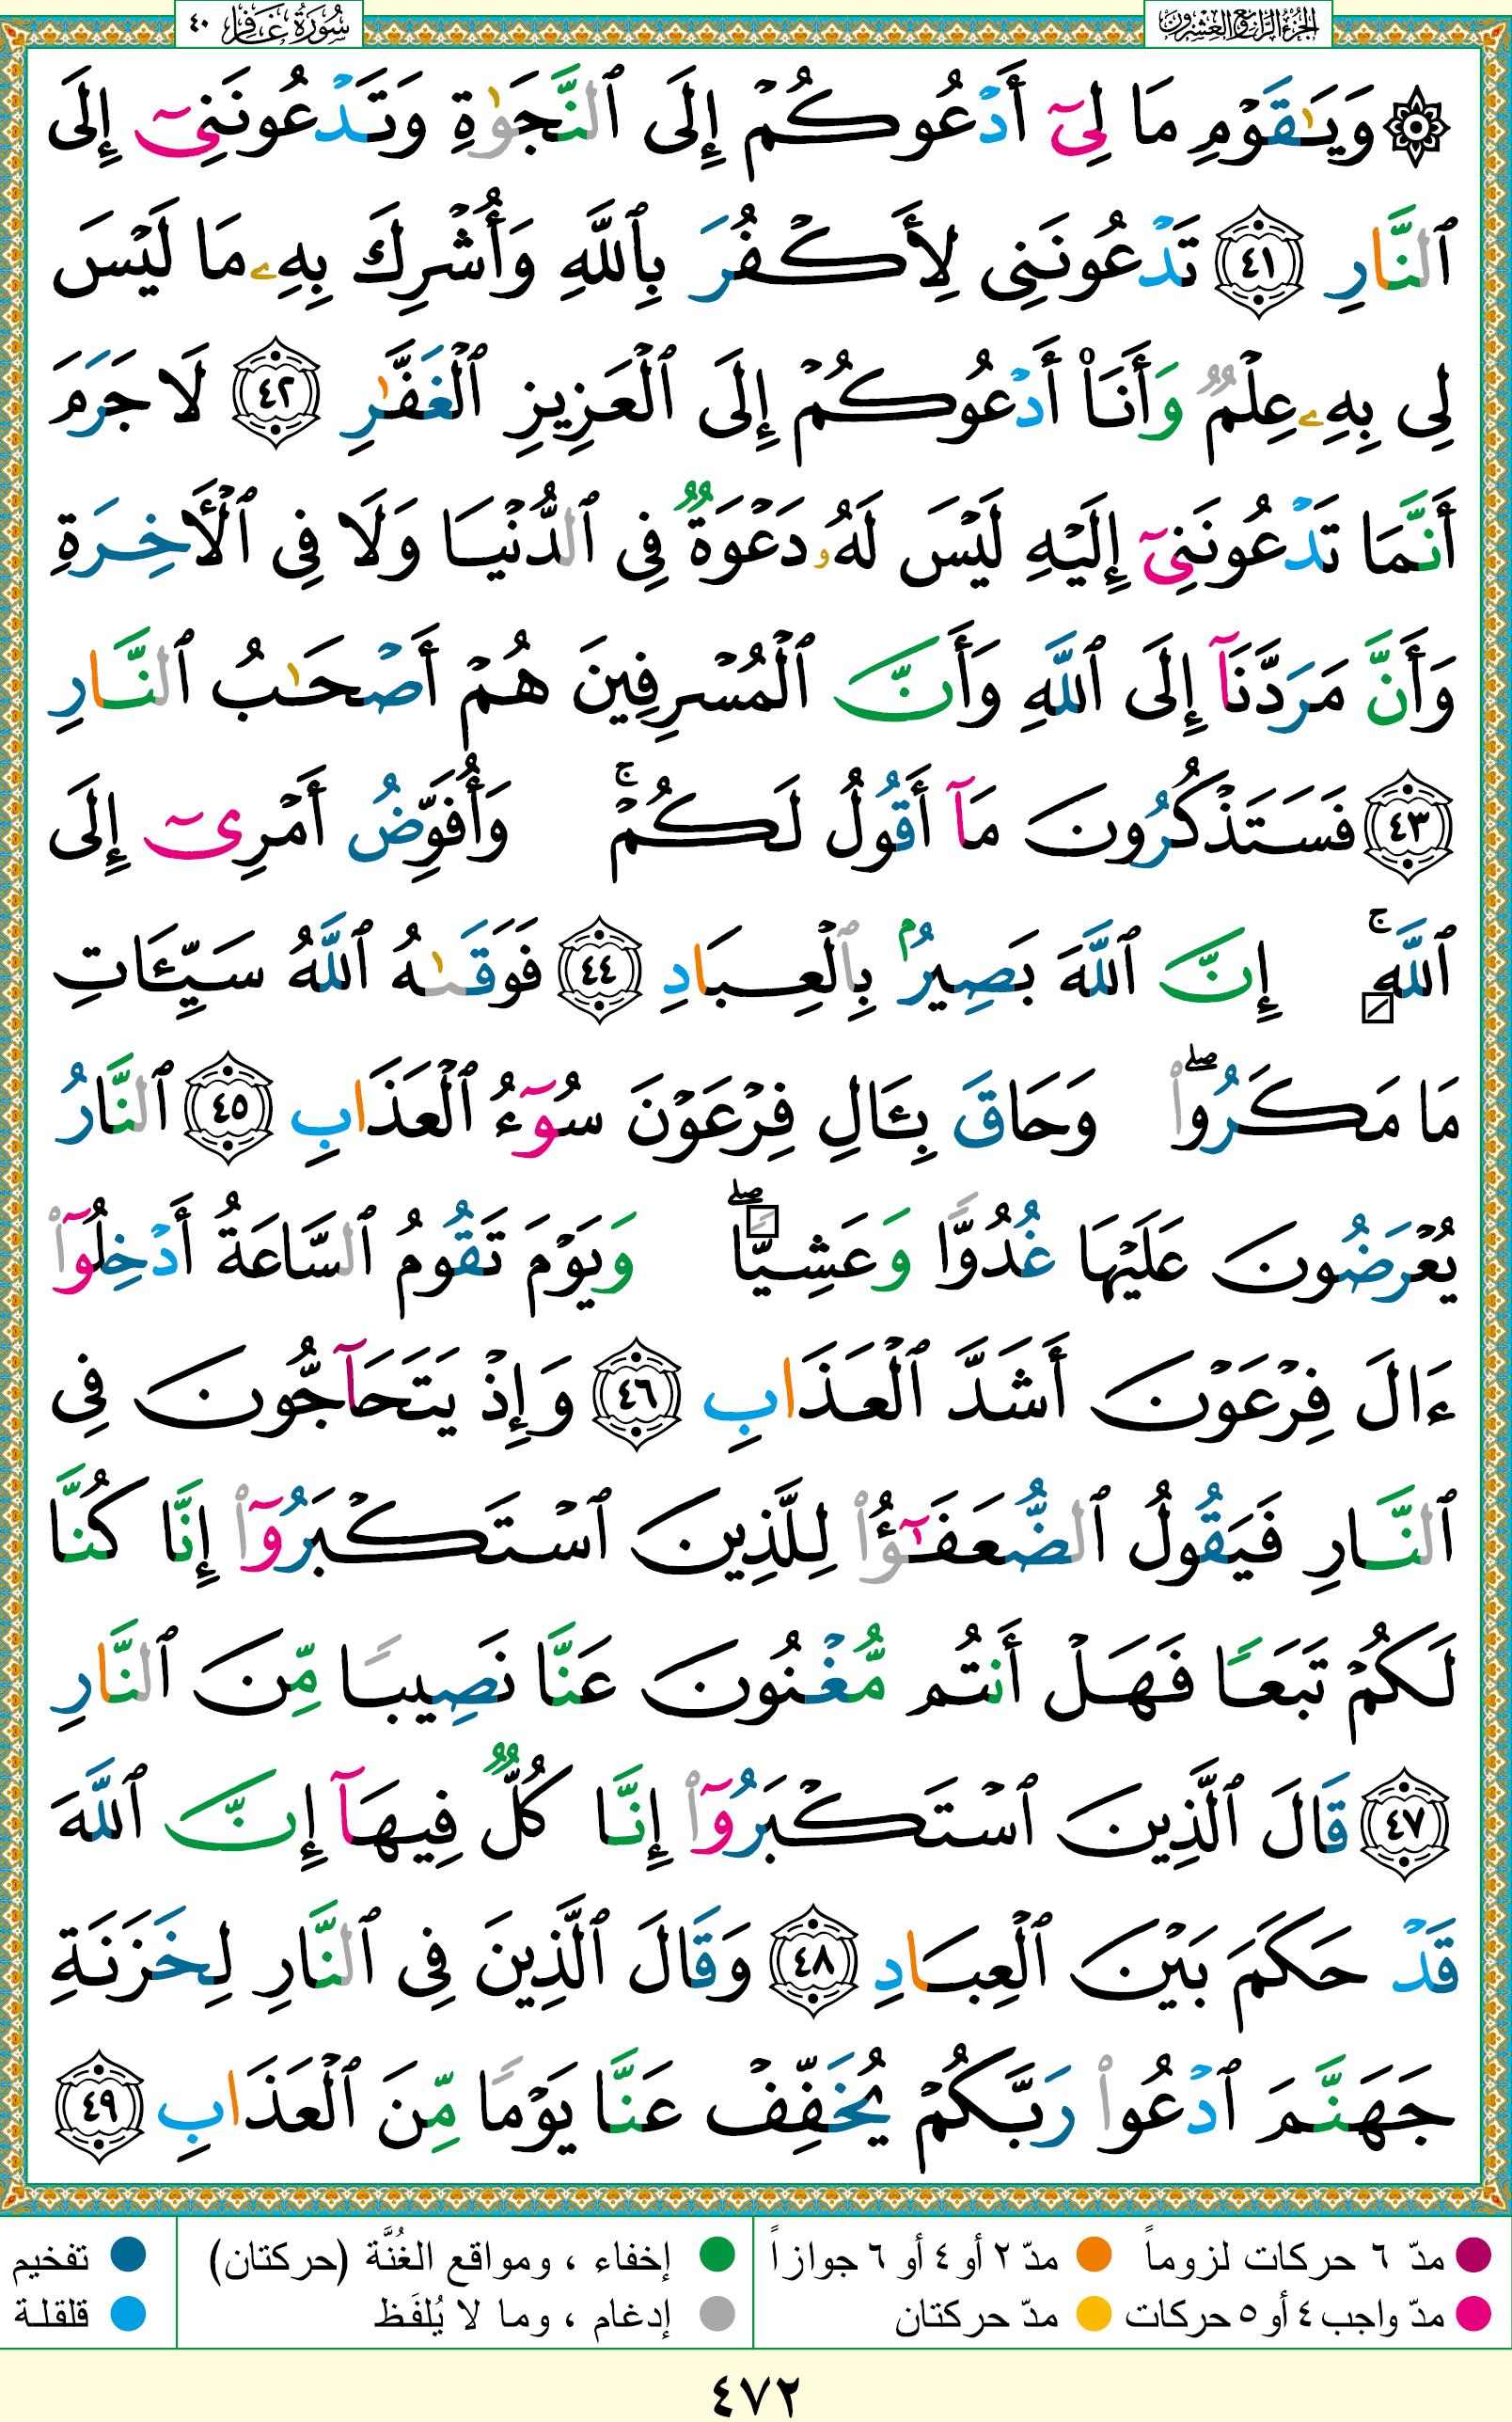 الجزء الرابع والعشرون
سورة غافر ٤٠
۞ وَيَٰقَوْمِ مَا لِىٓ أَدْعُوكُمْ إِلَى ٱلنَّجَوٰةِ وَتَدْعُونَنِىٓ إِلَى
ٱلنَّارِ ٤١ تَدْعُونَنِى لِأَكْفُرَ بِٱللَّهِ وَأُشْرِكَ بِهِۦ مَا لَيْسَ
لِى بِهِۦ عِلْمٌ وَأَنَا۠ أَدْعُوكُمْ إِلَى ٱلْعَزِيزِ ٱلْغَفَّٰرِ ٤٢ لَا جَرَمَ
أَنَّمَا تَدْعُونَنِىٓ إِلَيْهِ لَيْسَ لَهُۥ دَعْوَةٌ فِى ٱلدُّنْيَا وَلَا فِى ٱلْأَخِرَةِ
وَأَنَّ مَرَدَّنَآ إِلَى ٱللَّهِ وَأَنَّ ٱلْمُسْرِفِينَ هُمْ أَصْحَٰبُ ٱلنَّارِ
٤٣ فَسَتَذْكُرُونَ مَآ أَقُولُ لَكُمْ ۚ وَأُفَوِّضُ أَمْرِىٓ إِلَى
ٱللَّهِ ۚ إِنَّ ٱللَّهَ بَصِيرٌۢ بِٱلْعِبَادِ ٤٤ فَوَقَىٰهُ ٱللَّهُ سَيِّـَٔاتِ
مَا مَكَرُوا۟ ۖ وَحَاقَ بِـَٔالِ فِرْعَوْنَ سُوٓءُ ٱلْعَذَابِ ٤٥ ٱلنَّارُ
يُعْرَضُونَ عَلَيْهَا غُدُوًّا وَعَشِيًّا ۖ وَيَوْمَ تَقُومُ ٱلسَّاعَةُ أَدْخِلُوٓا۟
ءَالَ فِرْعَوْنَ أَشَدَّ ٱلْعَذَابِ ٤٦ وَإِذْ يَتَحَآجُّونَ فِى
ٱلنَّارِ فَيَقُولُ ٱلضُّعَفَٰٓؤُا۟ لِلَّذِينَ ٱسْتَكْبَرُوٓا۟ إِنَّا كُنَّا
لَكُمْ تَبَعًا فَهَلْ أَنتُم مُّغْنُونَ عَنَّا نَصِيبًا مِّنَ ٱلنَّارِ
٤٧ قَالَ ٱلَّذِينَ ٱسْتَكْبَرُوٓا۟ إِنَّا كُلٌّ فِيهَآ إِنَّ ٱللَّهَ
قَدْ حَكَمَ بَيْنَ ٱلْعِبَادِ ٤٨ وَقَالَ ٱلَّذِينَ فِى ٱلنَّارِ لِخَزَنَةِ
جَهَنَّمَ ٱدْعُوا۟ رَبَّكُمْ يُخَفِّفْ عَنَّا يَوْمًا مِّنَ ٱلْعَذَابِ ٤٩
مدّ ٦ حركات لزوماً مدّ ٢ أو ٤ أو ٦ جوازاً إخفاء ، ومواقع الغُنَّة (حركتان) تفخيم
مدّ واجب ٤ أو ٥ حركات مدّ حركتان إدغام ، وما لا يُلفَظ قلقلة
٤٧٢